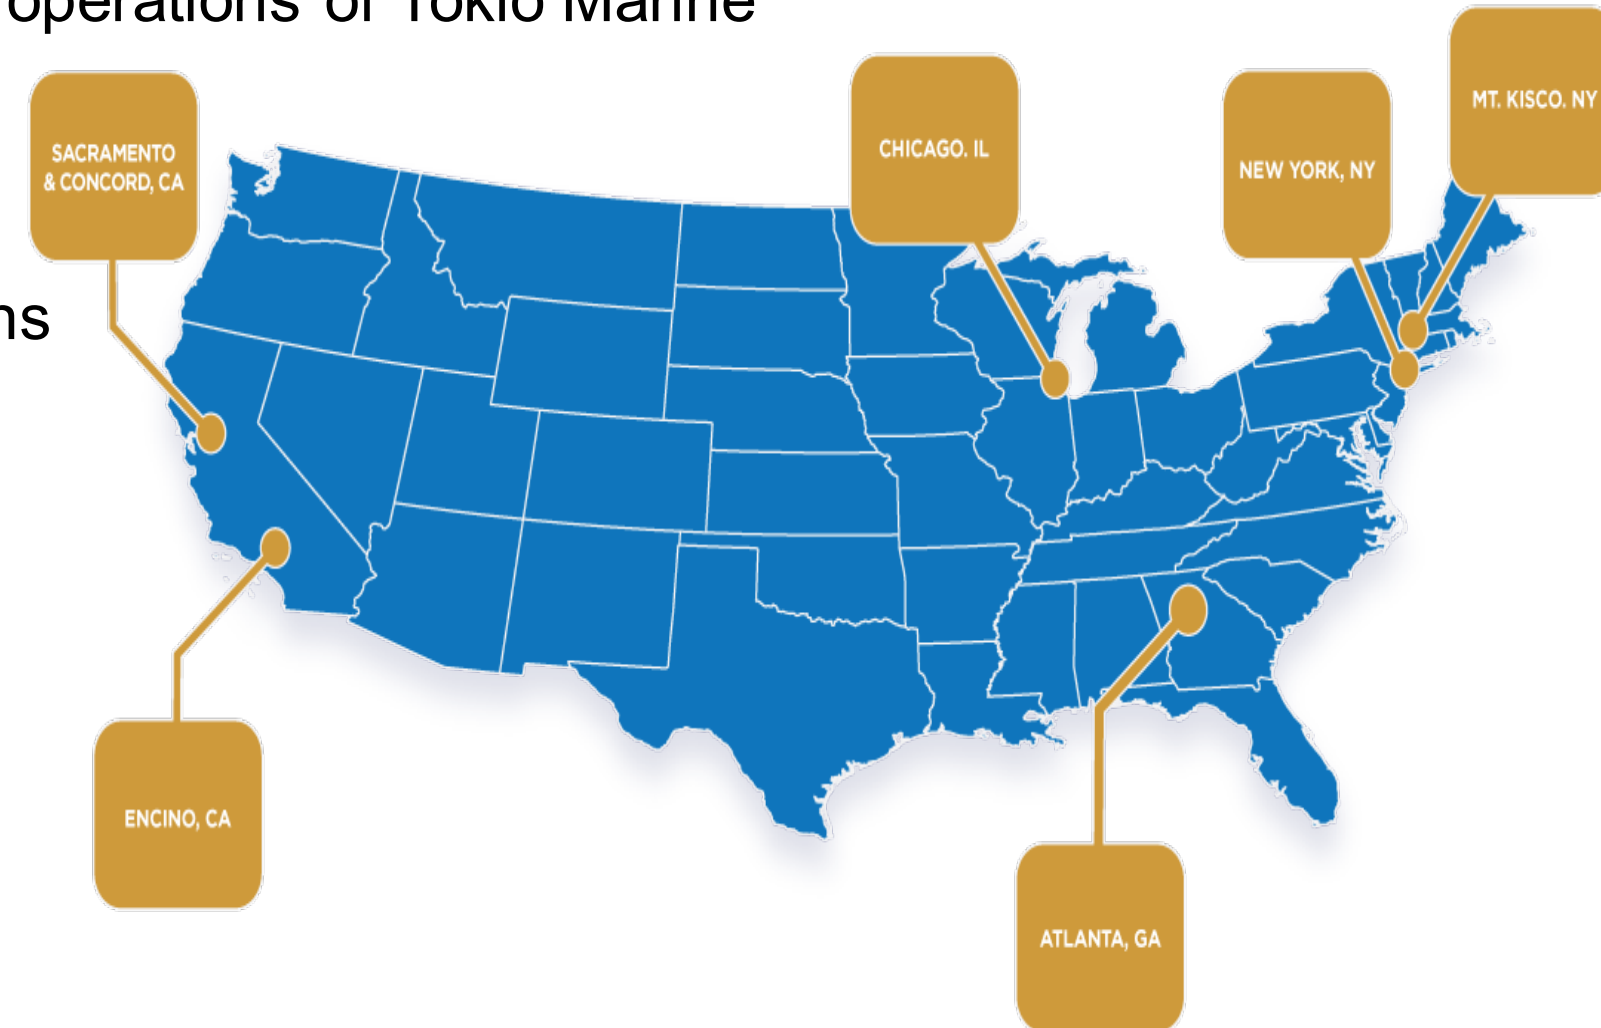 operations of Tokio Marine
MT. KISCO. NY
CHICAGO. IL
SACRAMENTO
& CONCORD, CA
NEW YORK, NY
ns
ENCINO, CA
ATLANTA, GA